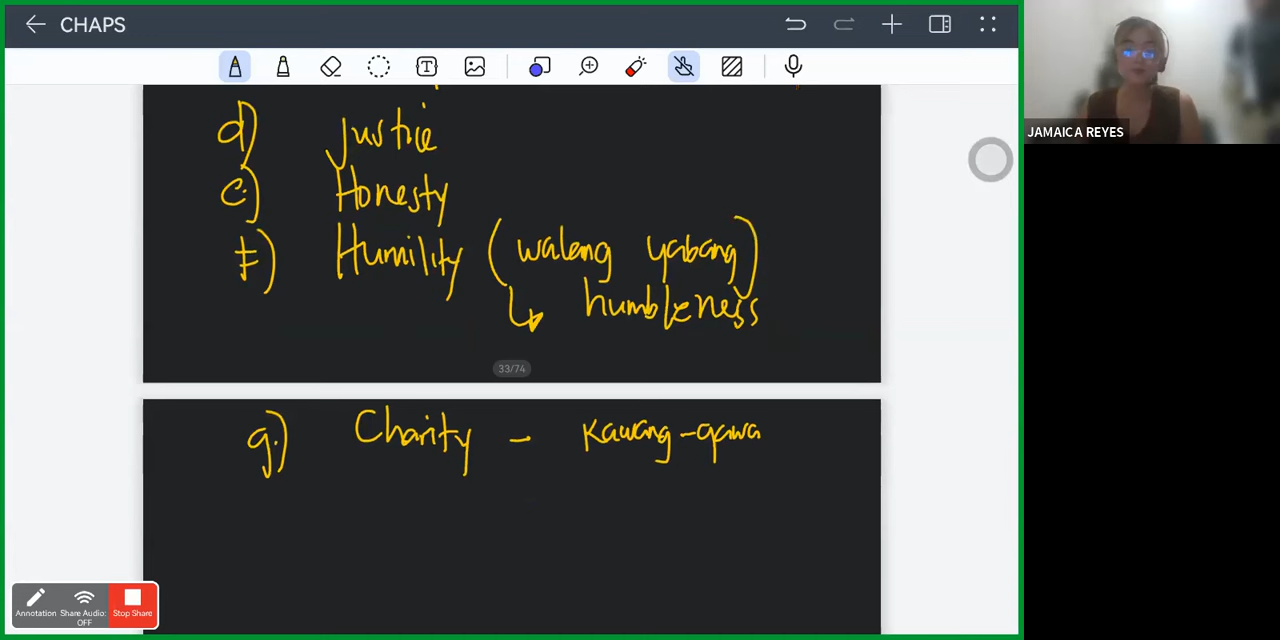 CHAPS
JAMAICA REYES
d) Justice
e.) Honesty
F) Humility (walang yabang)
↳ humbleness
33/74
g.) Charity - Kawang-gawa
Annotation Share Audio: OFF Stop Share